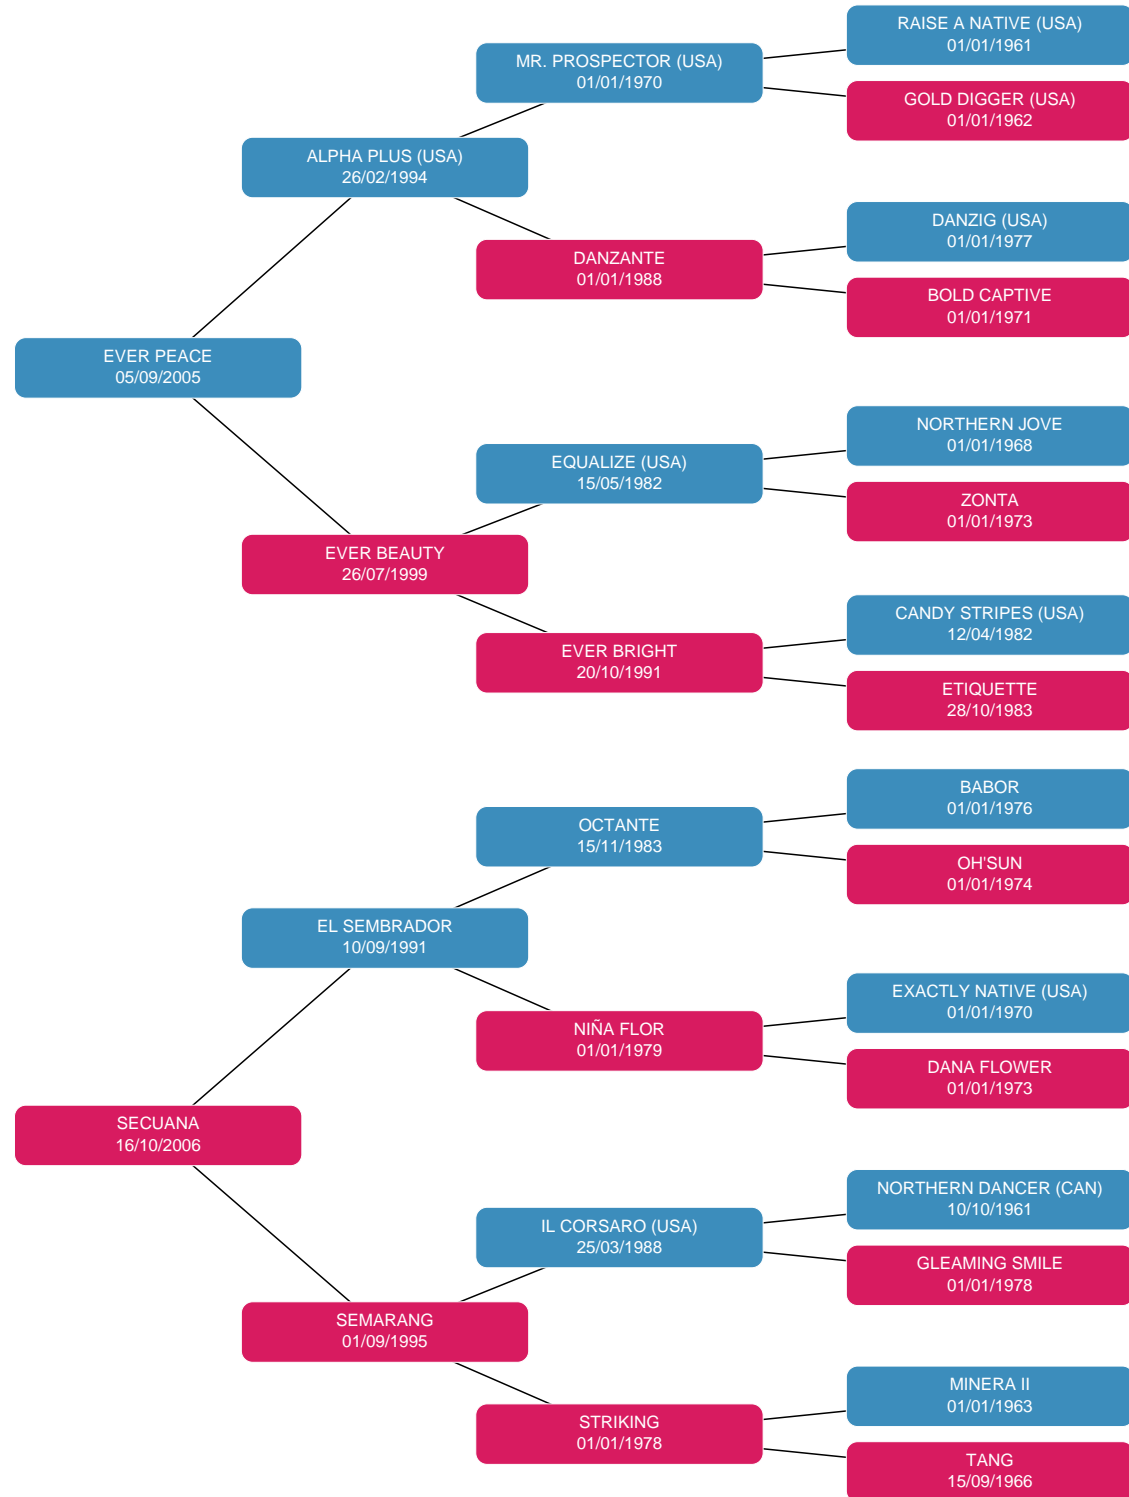 RAISE A NATIVE (USA)
01/01/1961
MR. PROSPECTOR (USA)
01/01/1970
GOLD DIGGER (USA)
01/01/1962
ALPHA PLUS (USA)
26/02/1994
DANZIG (USA)
01/01/1977
DANZANTE
01/01/1988
BOLD CAPTIVE
01/01/1971
EVER PEACE
05/09/2005
NORTHERN JOVE
01/01/1968
EQUALIZE (USA)
15/05/1982
ZONTA
01/01/1973
EVER BEAUTY
26/07/1999
CANDY STRIPES (USA)
12/04/1982
EVER BRIGHT
20/10/1991
ETIQUETTE
28/10/1983
BABOR
01/01/1976
OCTANTE
15/11/1983
OH'SUN
01/01/1974
EL SEMBRADOR
10/09/1991
EXACTLY NATIVE (USA)
01/01/1970
NIÑA FLOR
01/01/1979
DANA FLOWER
01/01/1973
SECUANA
16/10/2006
NORTHERN DANCER (CAN)
10/10/1961
IL CORSARO (USA)
25/03/1988
GLEAMING SMILE
01/01/1978
SEMARANG
01/09/1995
MINERA II
01/01/1963
STRIKING
01/01/1978
TANG
15/09/1966